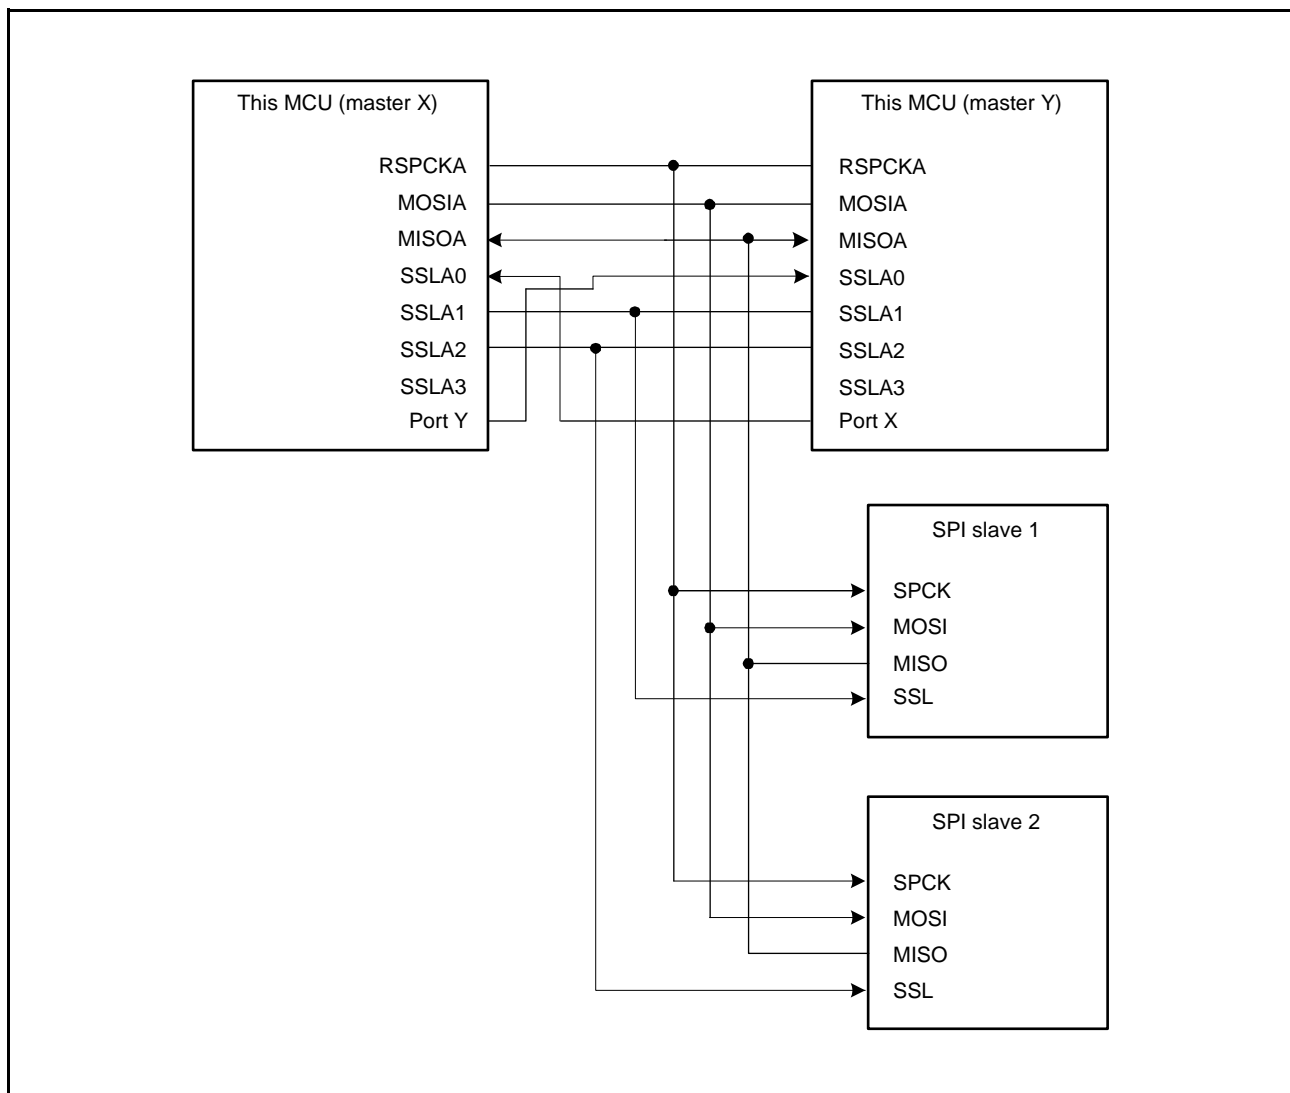 This MCU (master X)
RSPCKA
MOSIA
MISOA
SSLA0
SSLA1
SSLA2
SSLA3
Port Y
This MCU (master Y)
RSPCKA
MOSIA
MISOA
SSLA0
SSLA1
SSLA2
SSLA3
Port X
SPI slave 1
SPCK
MOSI
MISO
SSL
SPI slave 2
SPCK
MOSI
MISO
SSL